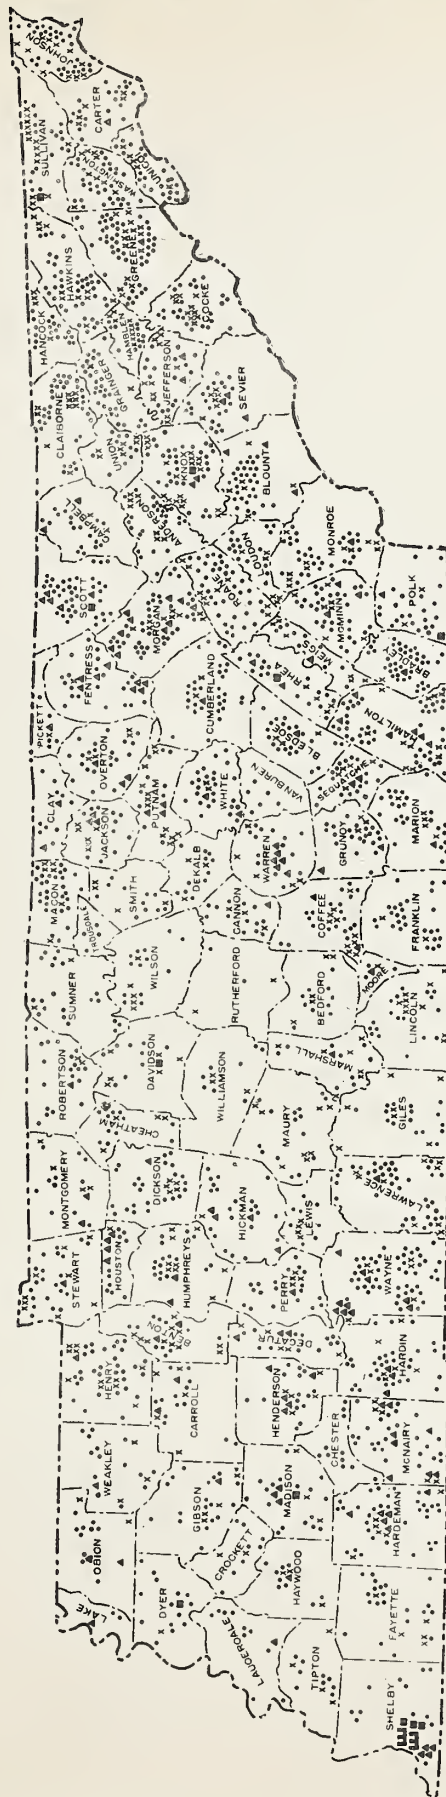 LAKE
OBION
WEAKLEY
HENRY
STEWART
MONTGOMERY
ROBERTSON
SUMNER
MACON
TROUSDALE
CLAY
JACKSON
PICKETT
OVERTON
FENTRESS
SCOTT
CAMPBELL
CLAIBORNE
HANCOCK
HAWKINS
SULLIVAN
JOHNSON
CARTER
UNICOI
WASHINGTON
GREENE
HAMBLEN
GRAINGER
UNION
DYER
GIBSON
CARROLL
BENTON
HOUSTON
HUMPHREYS
DICKSON
CHEATHAM
DAVIDSON
WILSON
SMITH
PUTNAM
DEKALB
WHITE
CUMBERLAND
MORGAN
ANDERSON
KNOX
JEFFERSON
COCKE
SEVIER
BLOUNT
LOUDON
ROANE
LAUDERDALE
CROCKETT
HAYWOOD
MADISON
HENDERSON
DECATUR
PERRY
HICKMAN
LEWIS
MAURY
WILLIAMSON
RUTHERFORD
CANNON
WARREN
VAN BUREN
BLEDSOE
RHEA
MEIGS
MCMINN
MONROE
TIPTON
SHELBY
FAYETTE
HARDEMAN
CHESTER
MCNAIRY
HARDIN
WAYNE
LAWRENCE
GILES
MARSHALL
BEDFORD
COFFEE
MOORE
LINCOLN
FRANKLIN
GRUNDY
MARION
SEQUATCHIE
HAMILTON
BRADLEY
POLK